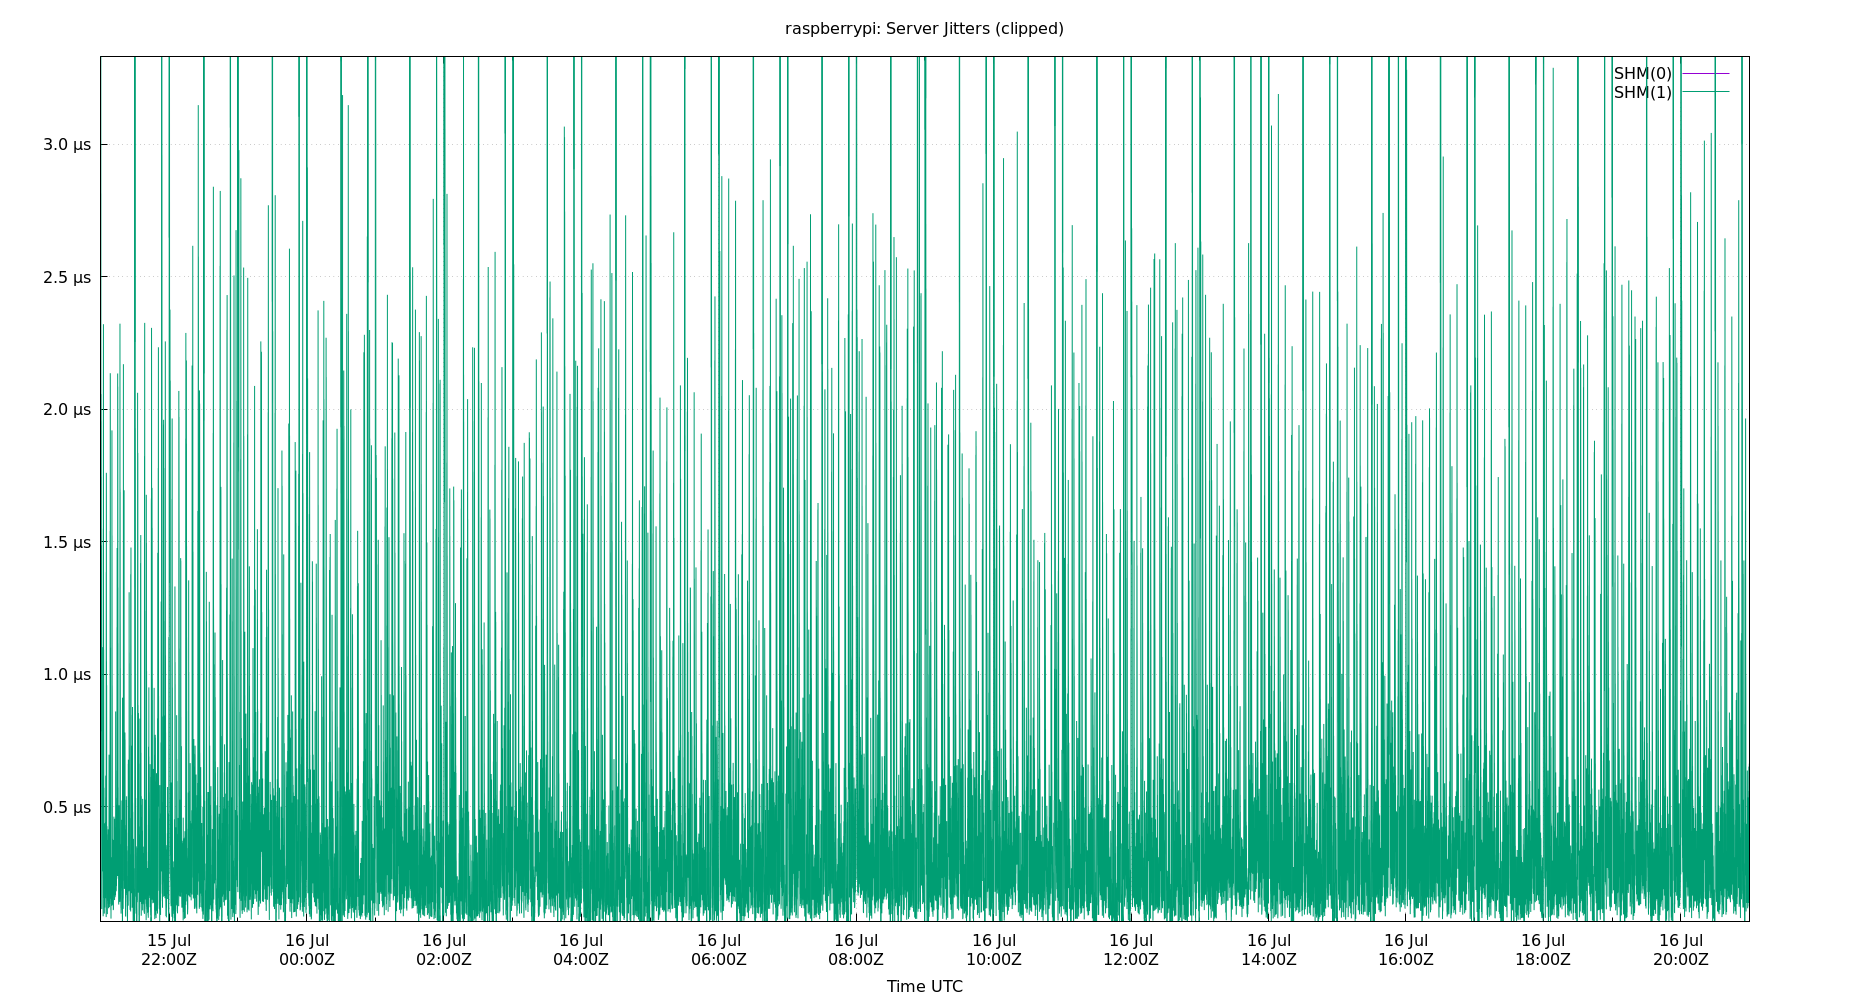 raspberrypi: Server Jitters (clipped)
SHM(0)
SHM(1)
3.0 µs
2.5 µs
2.0 µs
1.5 µs
1.0 µs
0.5 µs
15 Jul 16 Jul 16 Jul 16 Jul 16 Jul 16 Jul 16 Jul 16 Jul 16 Jul 16 Jul 16 Jul 16 Jul
22:00Z 00:00Z 02:00Z 04:00Z 06:00Z 08:00Z 10:00Z 12:00Z 14:00Z 16:00Z 18:00Z 20:00Z
Time UTC